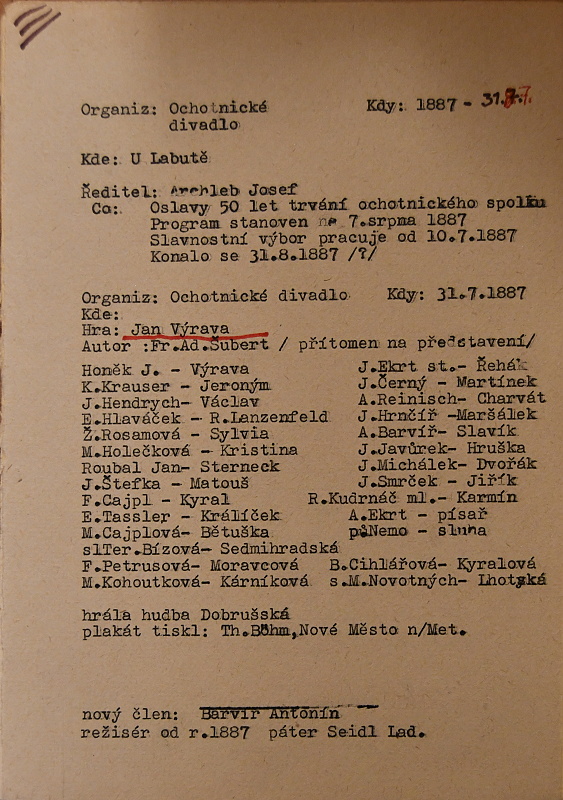 Organiz: Ochotnické Kdy: 1887 - 31.7.
divadlo
Kde: U Labutě
Ředitel: Archleb Josef
Co: Oslavy 50 let trvání ochotnického spolku
Program stanoven na 7.srpma 1887
Slavnostní výbor pracuje od 10.7.1887
Konalo se 31.8.1887 /?/
Organiz: Ochotnické divadlo Kdy: 31.7.1887
Kde:
Hra: Jan Výrava
Autor :Fr.Ad.Šubert / přítomen na představení/
Honěk J. - Výrava J.Ekrt st.- Řehák
K.Krauser - Jeroným J.Černý - Martínek
J.Hendrych- Václav A.Reinisch- Charvát
E.Hlaváček - R.Lanzenfeld J.Hrnčíř -Maršálek
Ž.Rosamová - Sylvia A.Barvíř- Slavík
M.Holečková - Kristina J.Javůrek- Hruška
Roubal Jan- Sterneck J.Michálek- Dvořák
J.Štefka - Matouš J.Smrček - Jiřík
F.Cajpl - Kyral R.Kudrnáč ml.- Karmín
E.Tassler - Králíček A.Ekrt - písař
M.Cajplová- Bětuška p.Nemo - sluha
slTer.Bízová- Sedmihradská
F.Petrusová- Moravcová B.Cihlářová- Kyralová
M.Kohoutková- Kárníková s.M.Novotných- Lhotská
hrála hudba Dobrušská
plakát tiskl: Th.Böhm,Nové Město n/Met.
nový člen: Barvíř Antonín
režisér od r.1887 páter Seidl Lad.